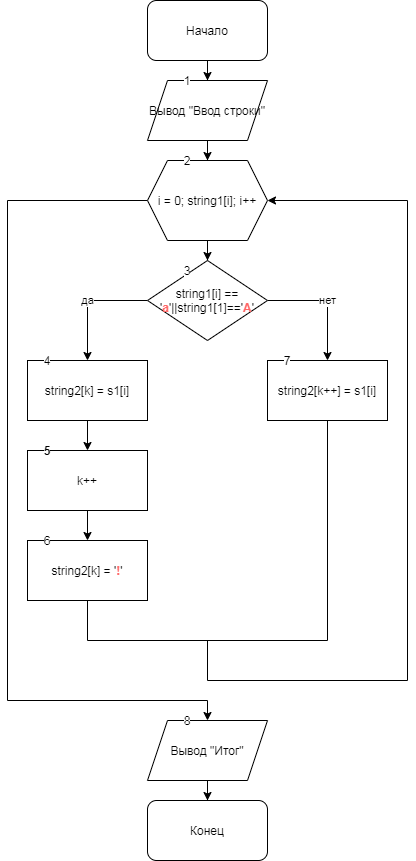 Начало
1
Вывод "Ввод строки"
2
i = 0; string1[i]; i++
3
string1[i] ==
'а'||string1[1]=='А'
да
нет
4
string2[k] = s1[i]
7
string2[k++] = s1[i]
5
k++
6
string2[k] = '!'
8
Вывод "Итог"
Конец